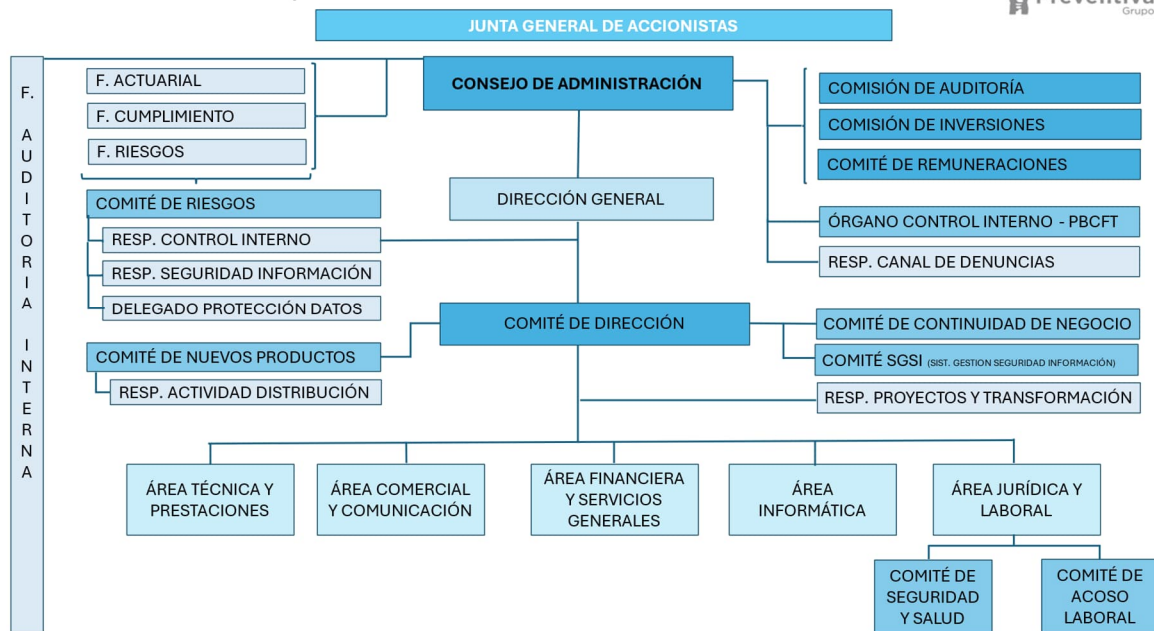 Preventiva
Grupo
JUNTA GENERAL DE ACCIONISTAS
F. AUDITORIA INTERNA
F. ACTUARIAL
F. CUMPLIMIENTO
F. RIESGOS
CONSEJO DE ADMINISTRACIÓN
COMISIÓN DE AUDITORÍA
COMISIÓN DE INVERSIONES
COMITÉ DE REMUNERACIONES
COMITÉ DE RIESGOS
RESP. CONTROL INTERNO
RESP. SEGURIDAD INFORMACIÓN
DELEGADO PROTECCIÓN DATOS
DIRECCIÓN GENERAL
ÓRGANO CONTROL INTERNO - PBCFT
RESP. CANAL DE DENUNCIAS
COMITÉ DE NUEVOS PRODUCTOS
RESP. ACTIVIDAD DISTRIBUCIÓN
COMITÉ DE DIRECCIÓN
COMITÉ DE CONTINUIDAD DE NEGOCIO
COMITÉ SGSI (SIST. GESTION SEGURIDAD INFORMACIÓN)
RESP. PROYECTOS Y TRANSFORMACIÓN
ÁREA TÉCNICA Y
PRESTACIONES
ÁREA COMERCIAL
Y COMUNICACIÓN
ÁREA FINANCIERA
Y SERVICIOS
GENERALES
ÁREA
INFORMÁTICA
ÁREA JURÍDICA Y
LABORAL
COMITÉ DE
SEGURIDAD
Y SALUD
COMITÉ DE
ACOSO
LABORAL